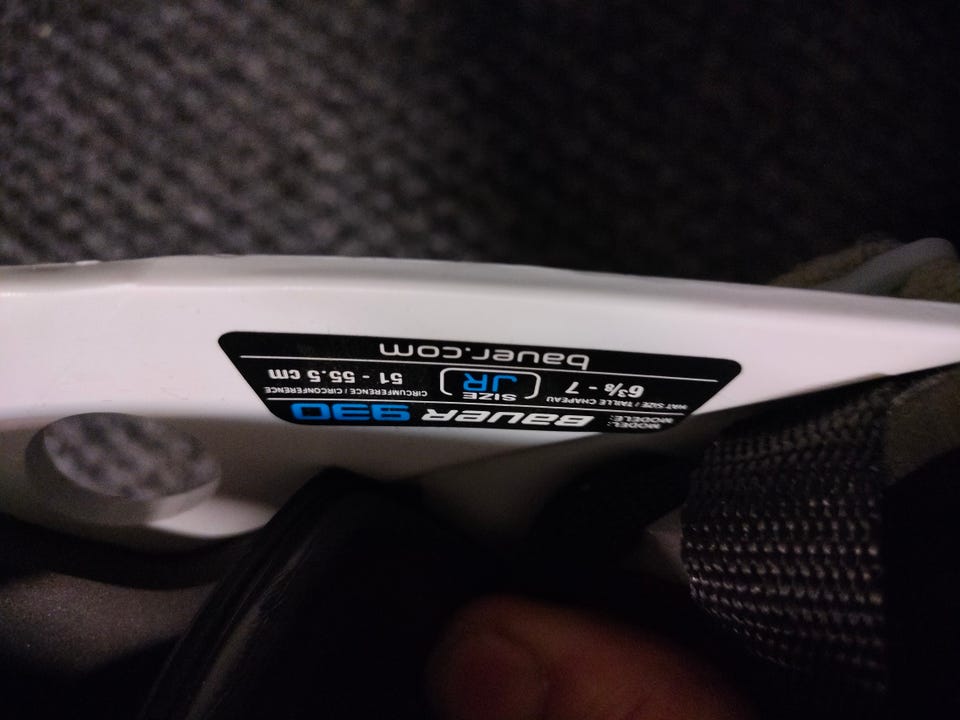 MODEL:
MODÈLE: BAUER 930
HAT SIZE / TAILLE CHAPEAU
6⅜ - 7
SIZE
JR
CIRCUMFERENCE / CIRCONFÉRENCE
51 - 55.5 cm
bauer.com